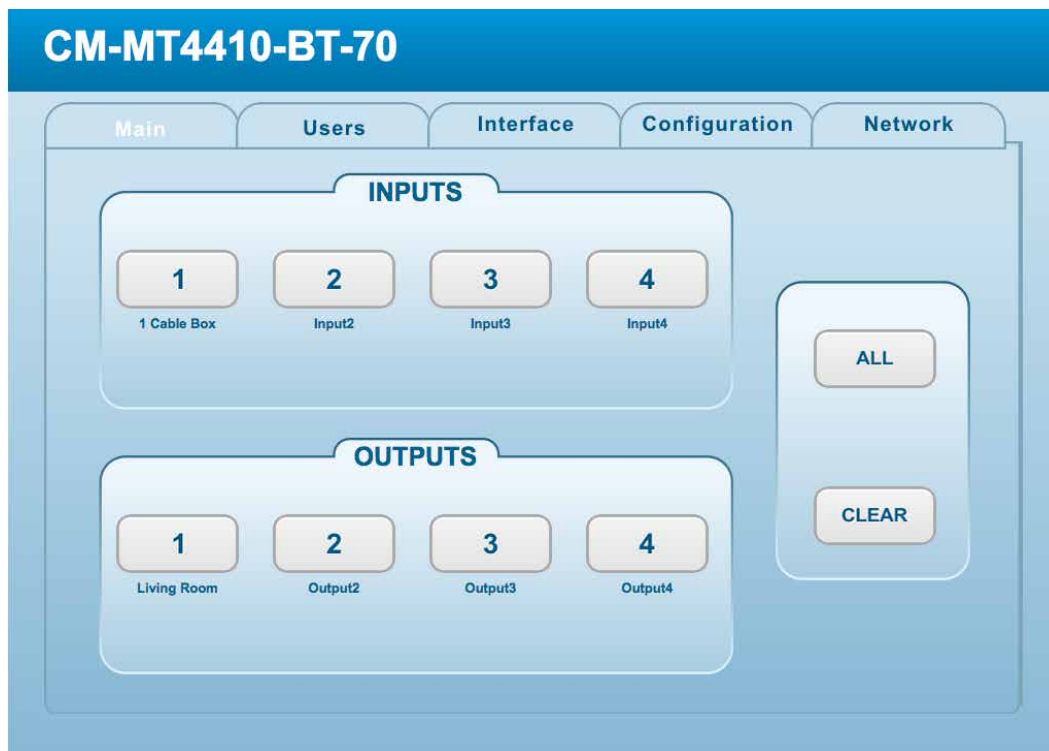 CM-MT4410-BT-70
Main Users Interface Configuration Network
INPUTS
1 2 3 4
1 Cable Box Input2 Input3 Input4
ALL
OUTPUTS
CLEAR
1 2 3 4
Living Room Output2 Output3 Output4